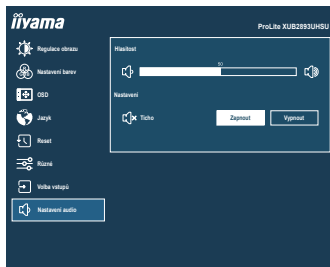 iiyama
ProLite XUB2893UHSU
Regulace obrazu
Nastavení barev
OSD
Jazyk
Reset
Různé
Volba vstupů
Nastavení audio
Hlasitost
50
Nastavení
Ticho
Zapnout
Vypnout